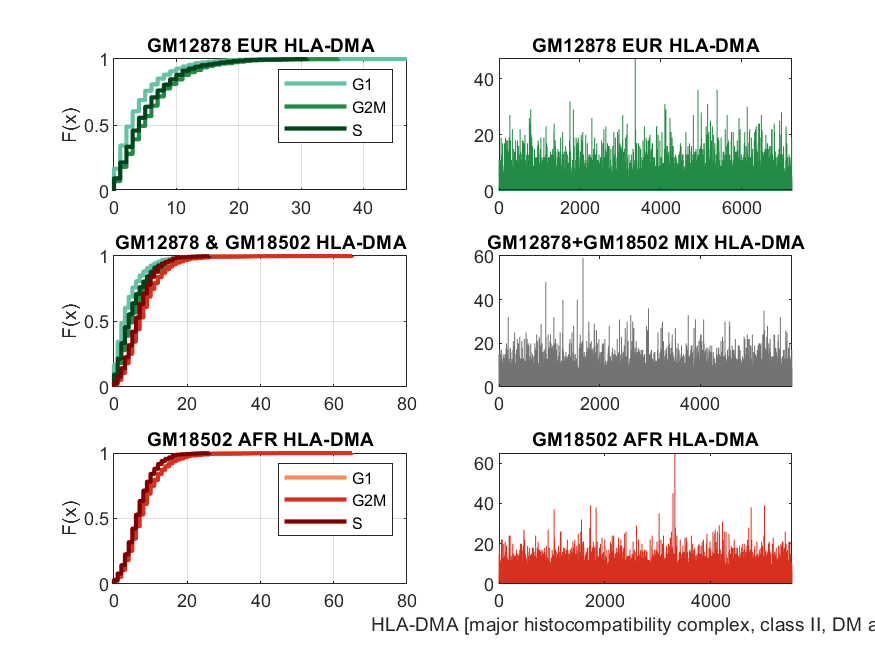 GM12878 EUR HLA-DMA
F(x)
1
0.5
0
0 10 20 30 40
G1
G2M
S
GM12878 EUR HLA-DMA
40
20
0
0 2000 4000 6000
GM12878 & GM18502 HLA-DMA
F(x)
1
0.5
0
0 20 40 60 80
GM12878+GM18502 MIX HLA-DMA
60
40
20
0
0 2000 4000
GM18502 AFR HLA-DMA
F(x)
1
0.5
0
0 20 40 60 80
G1
G2M
S
GM18502 AFR HLA-DMA
60
40
20
0
0 2000 4000
HLA-DMA [major histocompatibility complex, class II, DM a